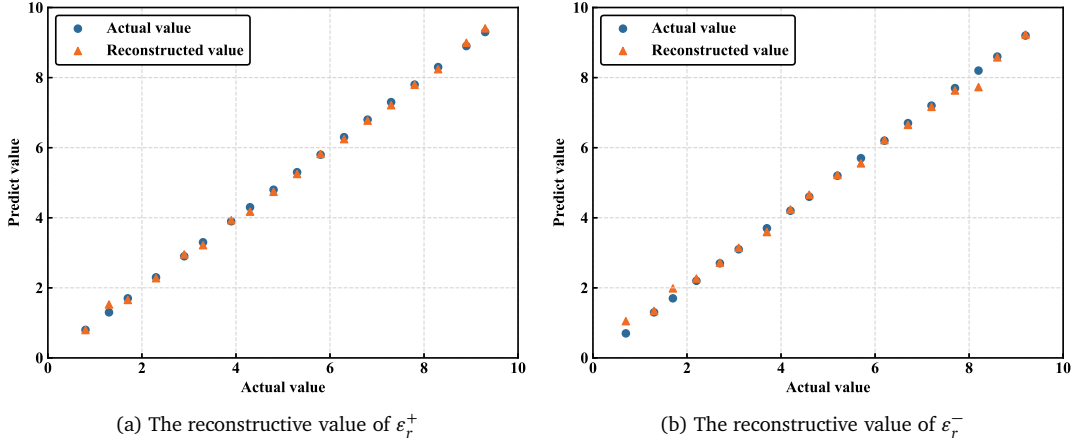 10
8
6
4
2
0
Predict value
Actual value
Reconstructed value
0 2 4 6 8 10
Actual value
(a) The reconstructive value of εᵣ⁺
10
8
6
4
2
0
Predict value
Actual value
Reconstructed value
0 2 4 6 8 10
Actual value
(b) The reconstructive value of εᵣ⁻